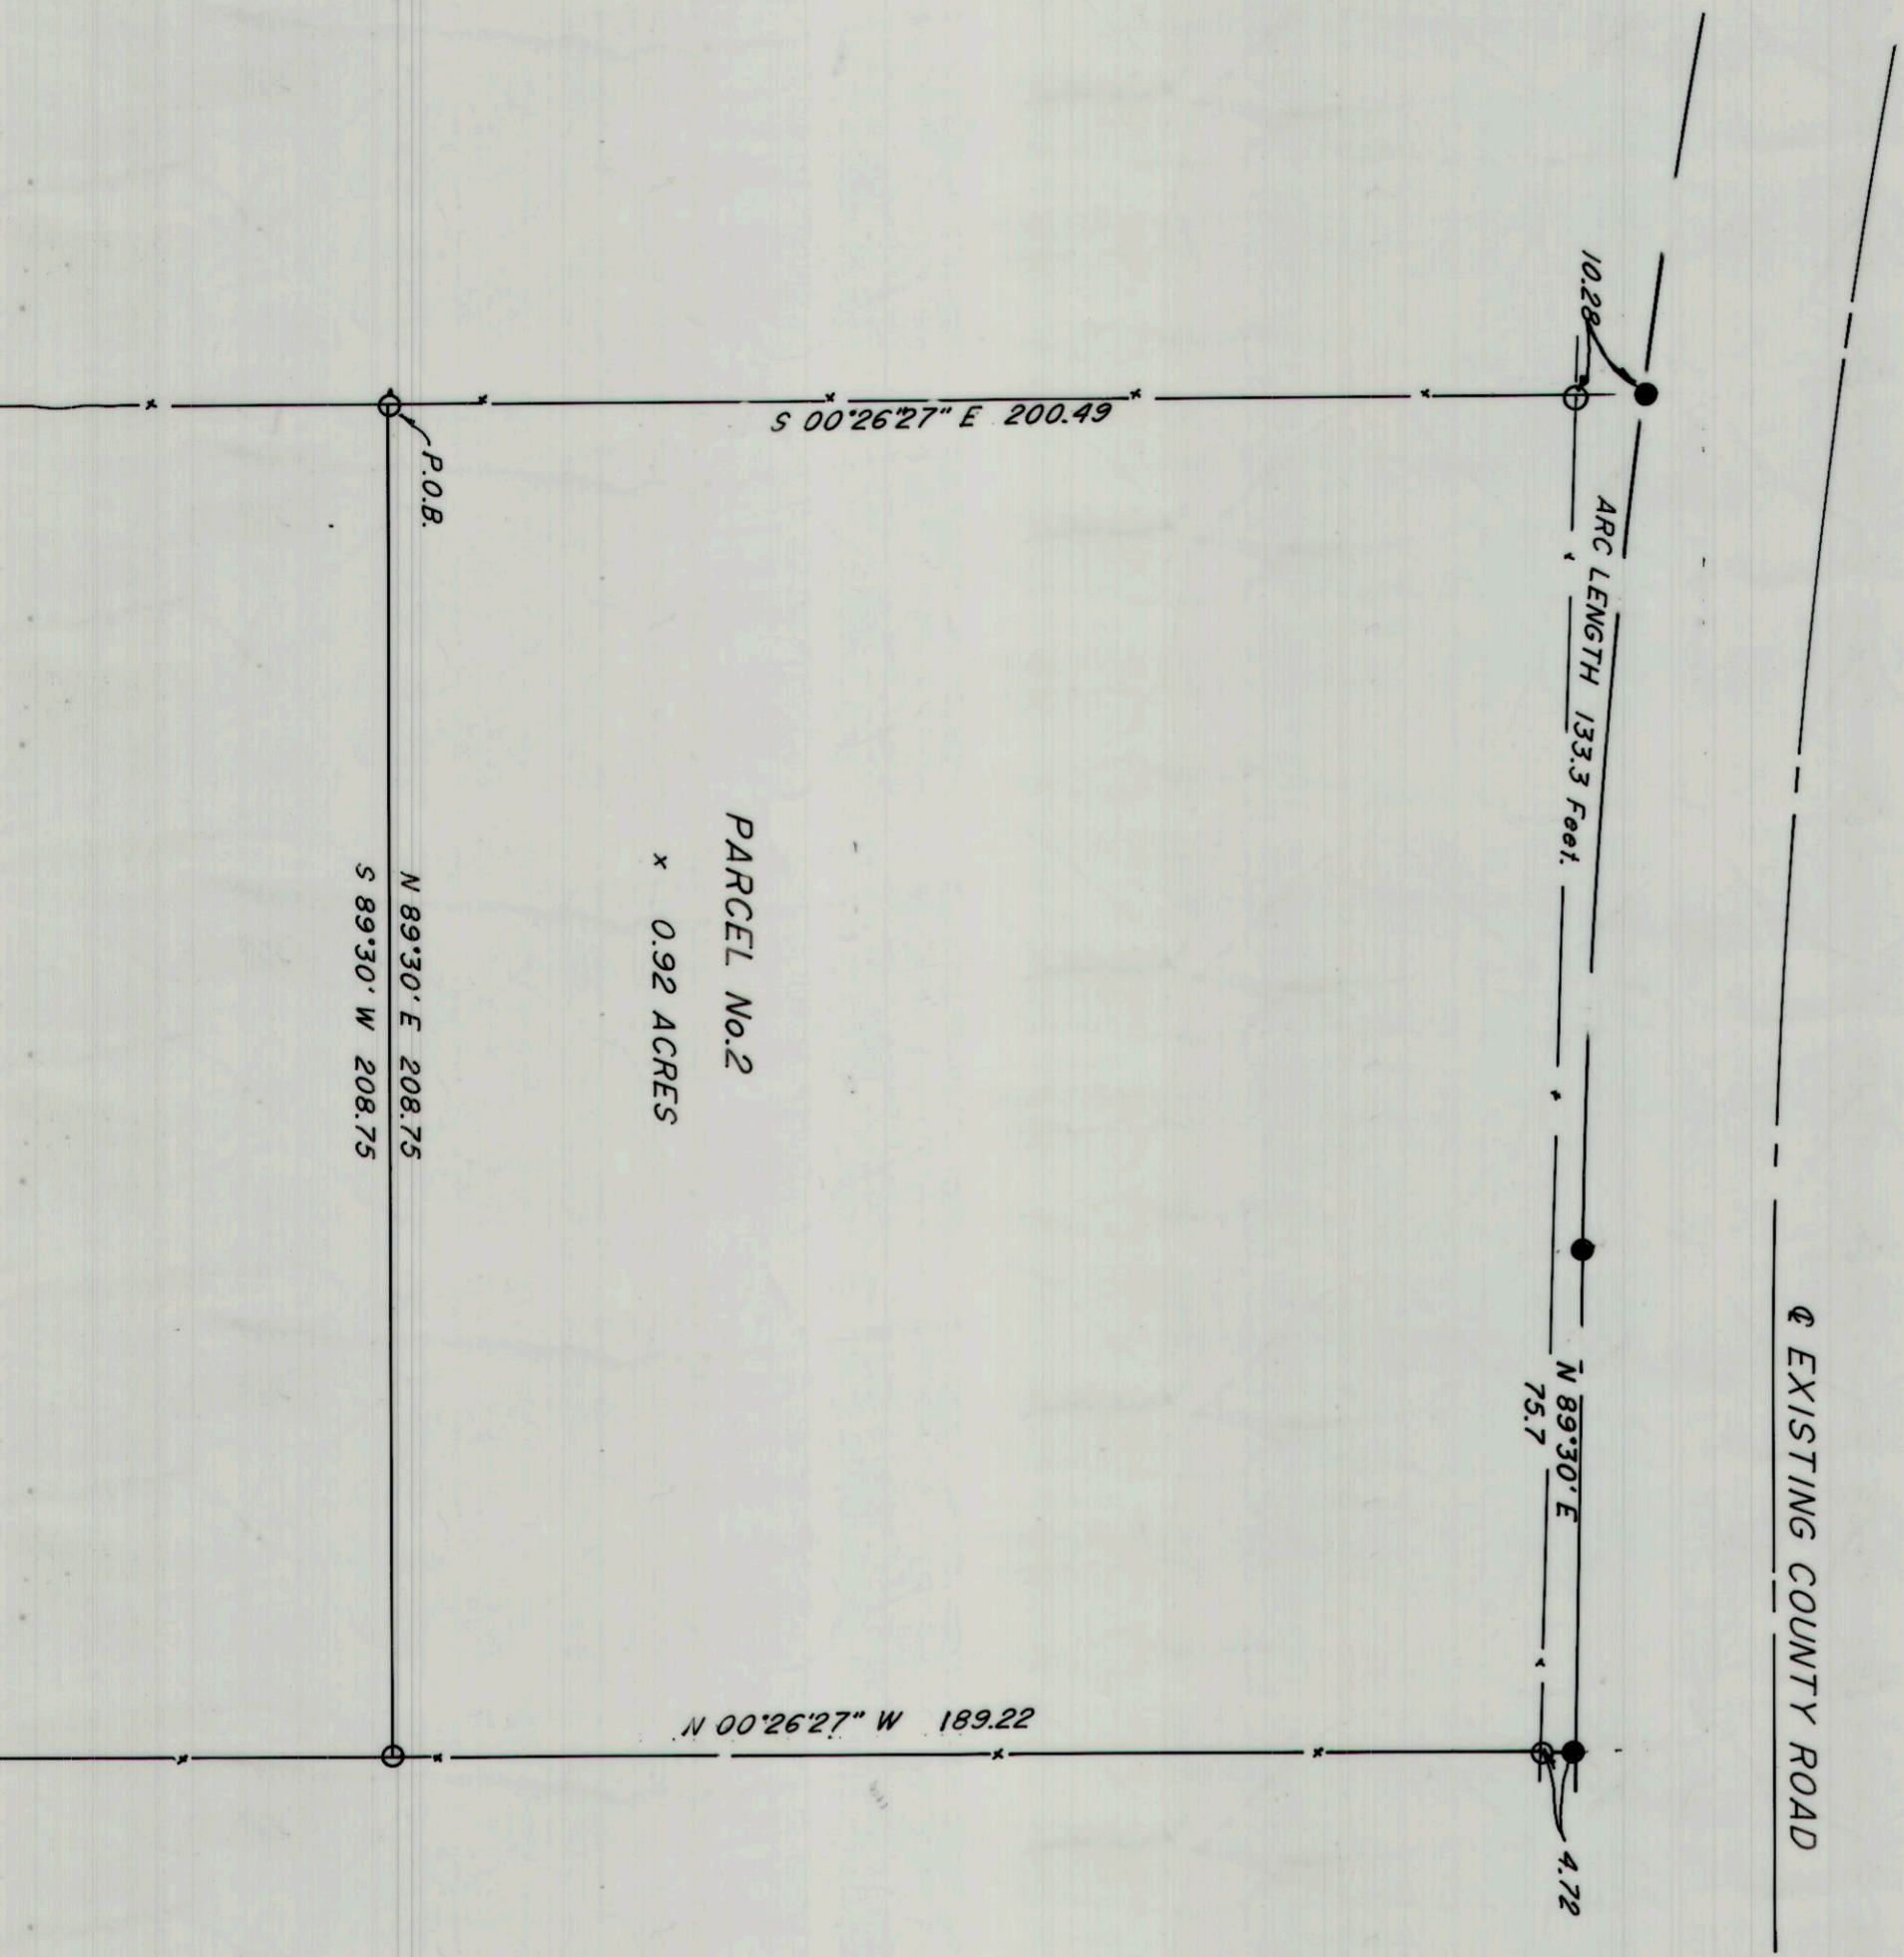 ℄ EXISTING COUNTY ROAD
10.28
ARC LENGTH 133.3 Feet.
N 89°30' E
75.7
4.72
S 00°26'27" E 200.49
N 00°26'27" W 189.22
PARCEL No.2
x 0.92 ACRES
P.O.B.
N 89°30' E 208.75
S 89°30' W 208.75